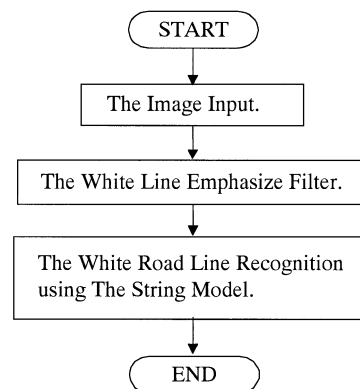 START
The Image Input.
The White Line Emphasize Filter.
The White Road Line Recognition
using The String Model.
END